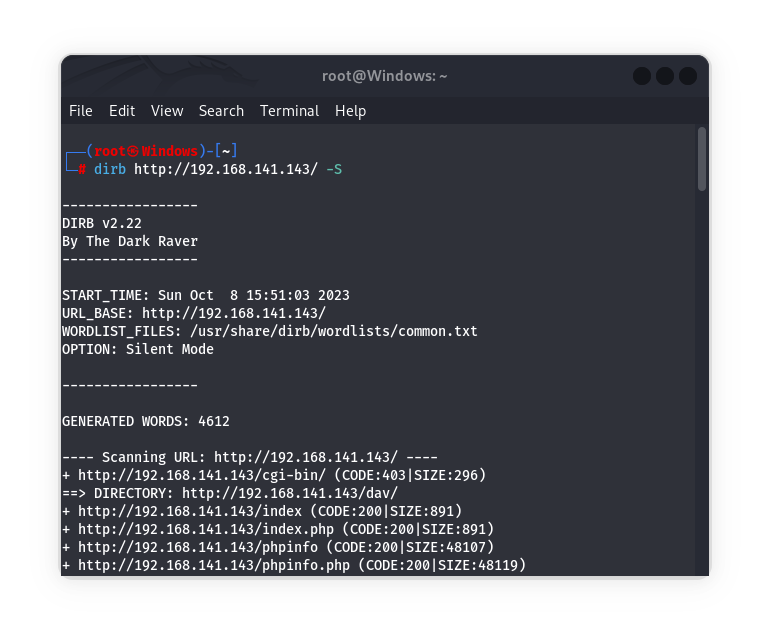 root@Windows: ~
File Edit View Search Terminal Help
┌──(root㉿Windows)-[~]
└─# dirb http://192.168.141.143/ -S
-----------------
DIRB v2.22
By The Dark Raver
-----------------
START_TIME: Sun Oct  8 15:51:03 2023
URL_BASE: http://192.168.141.143/
WORDLIST_FILES: /usr/share/dirb/wordlists/common.txt
OPTION: Silent Mode
-----------------
GENERATED WORDS: 4612
---- Scanning URL: http://192.168.141.143/ ----
+ http://192.168.141.143/cgi-bin/ (CODE:403|SIZE:296)
==> DIRECTORY: http://192.168.141.143/dav/
+ http://192.168.141.143/index (CODE:200|SIZE:891)
+ http://192.168.141.143/index.php (CODE:200|SIZE:891)
+ http://192.168.141.143/phpinfo (CODE:200|SIZE:48107)
+ http://192.168.141.143/phpinfo.php (CODE:200|SIZE:48119)